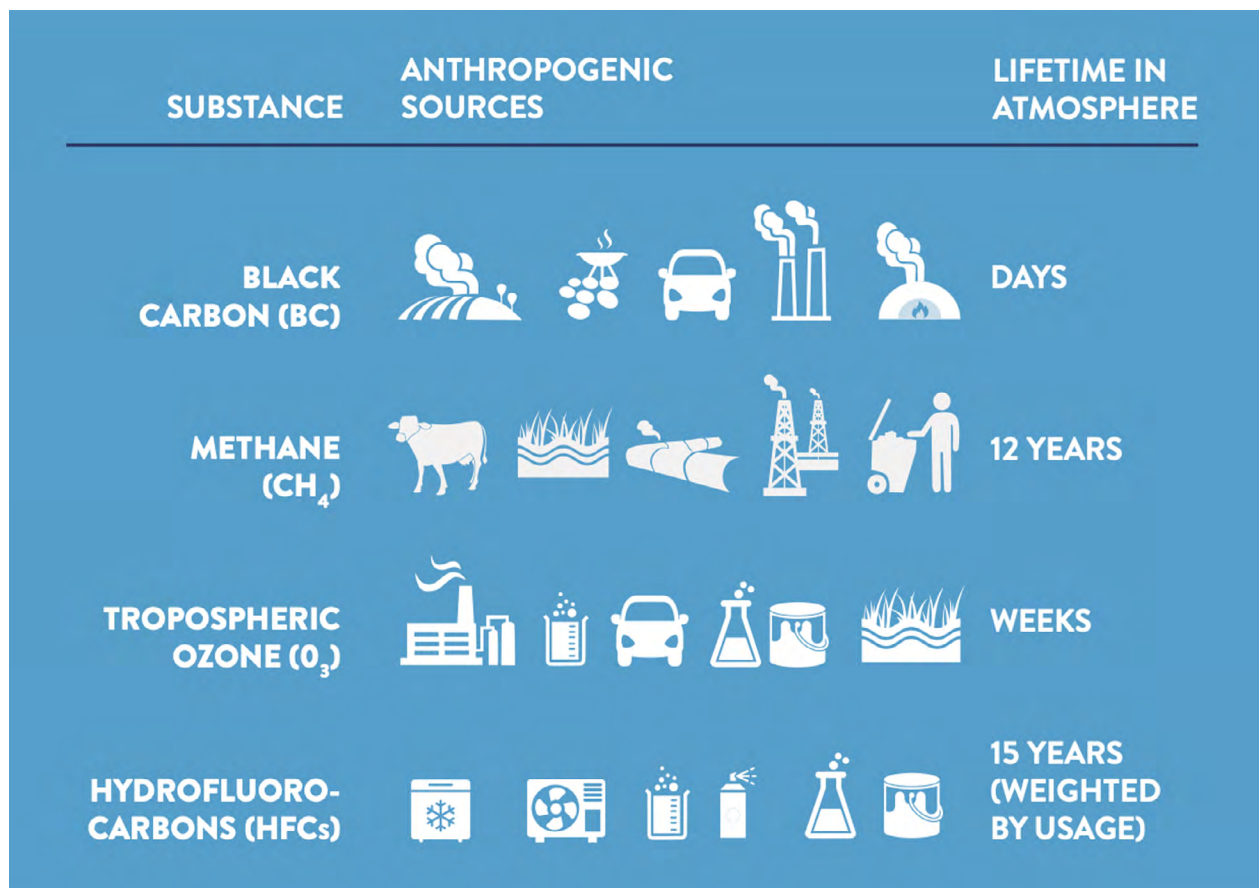 SUBSTANCE
ANTHROPOGENIC
SOURCES
LIFETIME IN
ATMOSPHERE
BLACK
CARBON (BC)
DAYS
METHANE
(CH₄)
12 YEARS
TROPOSPHERIC
OZONE (0₃)
WEEKS
HYDROFLUORO-
CARBONS (HFCs)
15 YEARS
(WEIGHTED
BY USAGE)